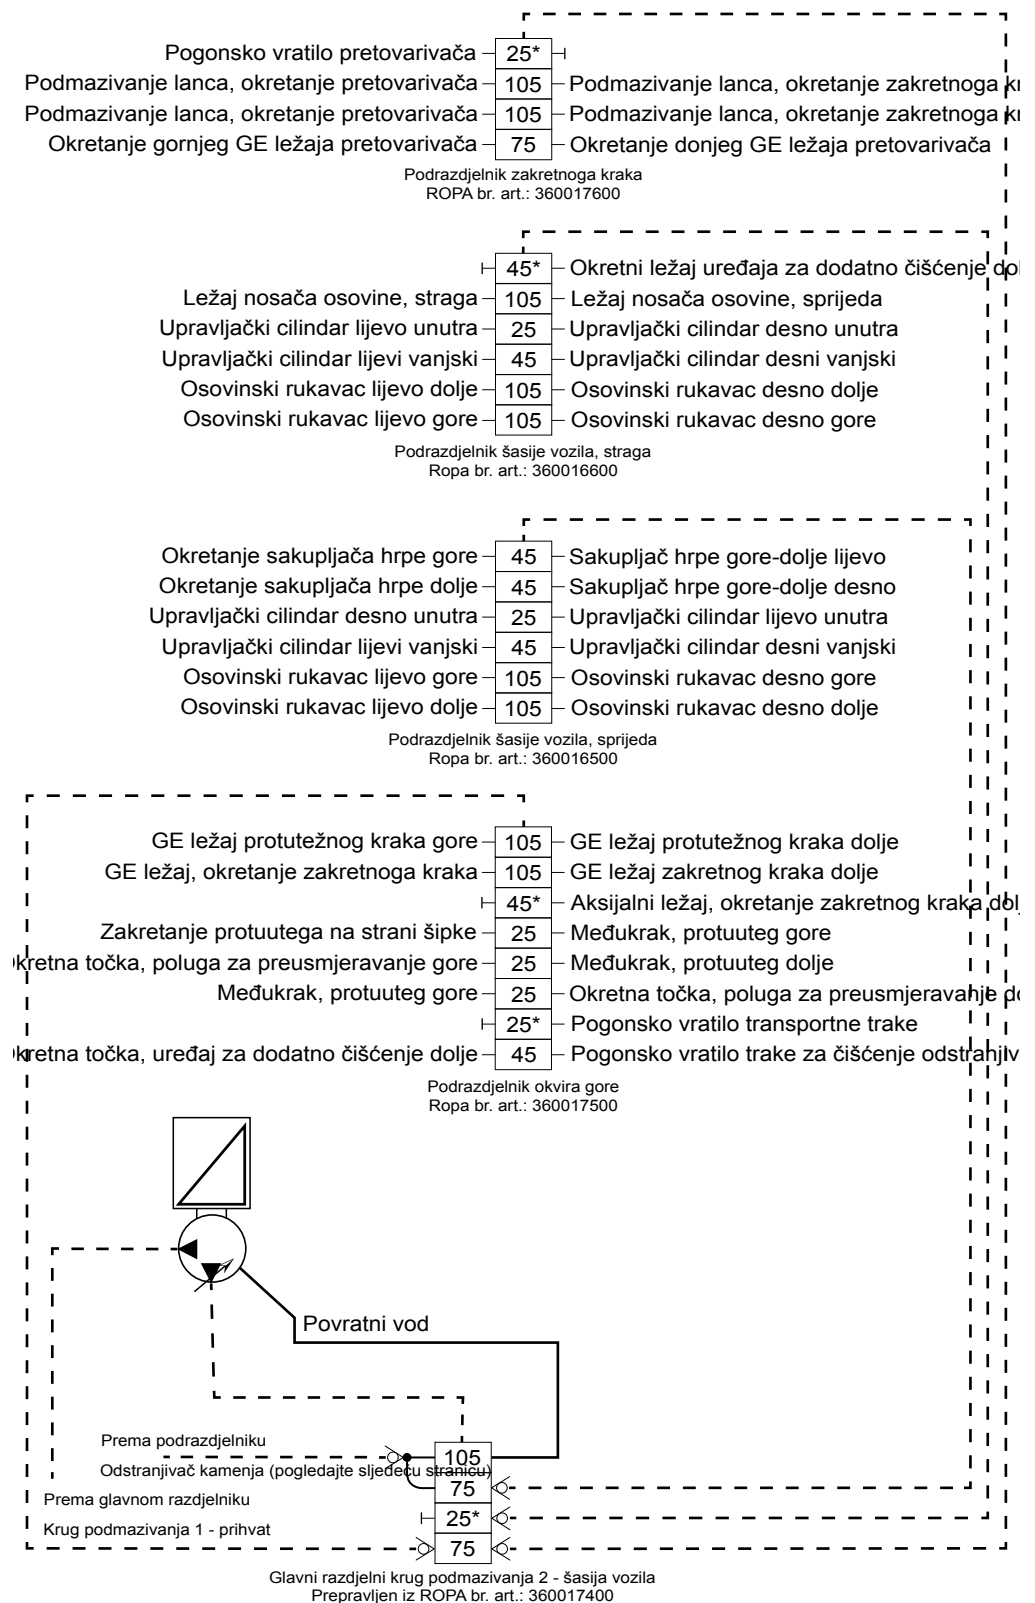 Pogonsko vratilo pretovarivača 25*
Podmazivanje lanca, okretanje pretovarivača 105 Podmazivanje lanca, okretanje zakretnoga
Podmazivanje lanca, okretanje pretovarivača 105 Podmazivanje lanca, okretanje zakretnoga
Okretanje gornjeg GE ležaja pretovarivača 75 Okretanje donjeg GE ležaja pretovarivača
Podrazdjelnik zakretnoga kraka
ROPA br. art.: 360017600
45* Okretni ležaj uređaja za dodatno čišćenje
Ležaj nosača osovine, straga 105 Ležaj nosača osovine, sprijeda
Upravljački cilindar lijevo unutra 25 Upravljački cilindar desno unutra
Upravljački cilindar lijevi vanjski 45 Upravljački cilindar desni vanjski
Osovinski rukavac lijevo dolje 105 Osovinski rukavac desno dolje
Osovinski rukavac lijevo gore 105 Osovinski rukavac desno gore
Podrazdjelnik šasije vozila, straga
Ropa br. art.: 360016600
Okretanje sakupljača hrpe gore 45 Sakupljač hrpe gore-dolje lijevo
Okretanje sakupljača hrpe dolje 45 Sakupljač hrpe gore-dolje desno
Upravljački cilindar desno unutra 25 Upravljački cilindar lijevo unutra
Upravljački cilindar lijevi vanjski 45 Upravljački cilindar desni vanjski
Osovinski rukavac lijevo gore 105 Osovinski rukavac desno gore
Osovinski rukavac lijevo dolje 105 Osovinski rukavac desno dolje
Podrazdjelnik šasije vozila, sprijeda
Ropa br. art.: 360016500
GE ležaj protutežnog kraka gore 105 GE ležaj protutežnog kraka dolje
GE ležaj, okretanje zakretnoga kraka 105 GE ležaj zakretnog kraka dolje
45* Aksijalni ležaj, okretanje zakretnog kraka
Zakretanje protuutega na strani šipke 25 Međukrak, protuuteg gore
točka, poluga za preusmjeravanje gore 25 Međukrak, protuuteg dolje
Međukrak, protuuteg gore 25 Okretna točka, poluga za preusmjeravanje
25* Pogonsko vratilo transportne trake
točka, uređaj za dodatno čišćenje dolje 45 Pogonsko vratilo trake za čišćenje
Podrazdjelnik okvira gore
Ropa br. art.: 360017500
Povratni vod
Prema podrazdjelniku
105
Odstranjivač kamenja (pogledajte sljedeću stranicu)
75
Prema glavnom razdjelniku
25*
Krug podmazivanja 1 - prihvat
75
Glavni razdjelni krug podmazivanja 2 - šasija vozila
Prepravljen iz ROPA br. art.: 360017400